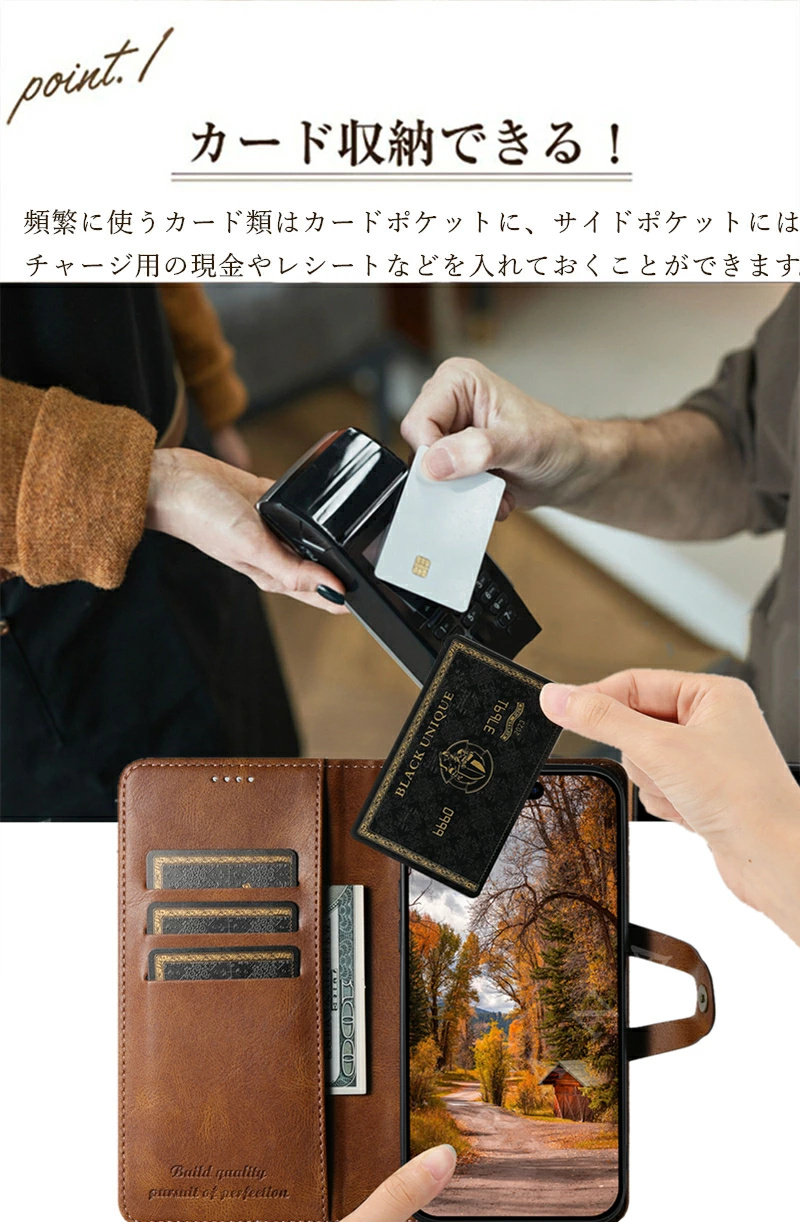 point.1
カード収納できる！
頻繁に使うカード類はカードポケットに、サイドポケットには
チャージ用の現金やレシートなどを入れておくことができます
BLACK UNIQUE
100
Build quality
pursuit of perfection